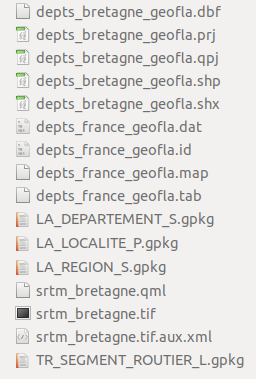 depts_bretagne_geofla.dbf
depts_bretagne_geofla.prj
depts_bretagne_geofla.qpj
depts_bretagne_geofla.shp
depts_bretagne_geofla.shx
depts_france_geofla.dat
depts_france_geofla.id
depts_france_geofla.map
depts_france_geofla.tab
LA_DEPARTEMENT_S.gpkg
LA_LOCALITE_P.gpkg
LA_REGION_S.gpkg
srtm_bretagne.qml
srtm_bretagne.tif
srtm_bretagne.tif.aux.xml
TR_SEGMENT_ROUTIER_L.gpkg